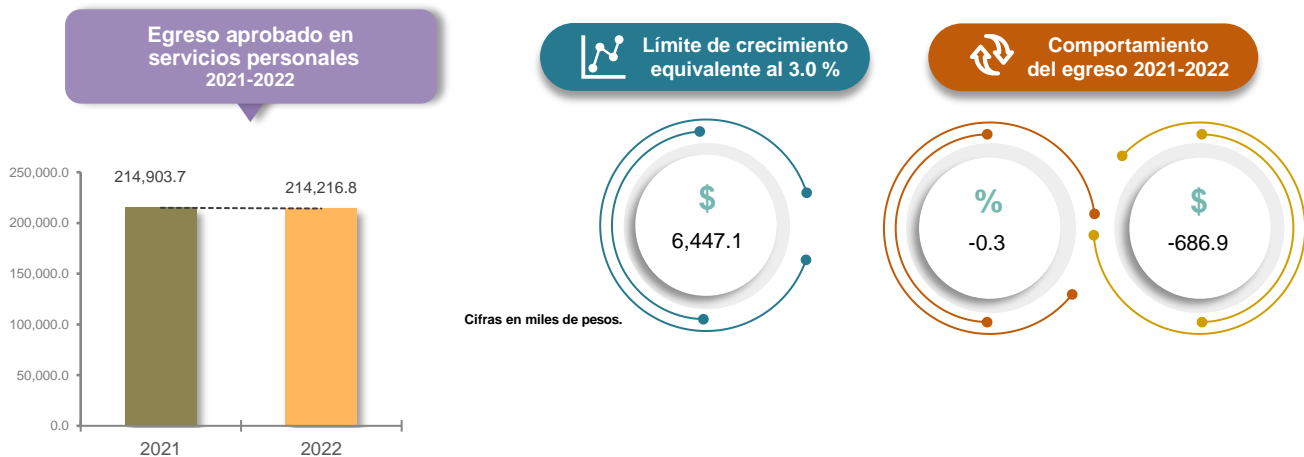 Egreso aprobado en
servicios personales
2021-2022
Límite de crecimiento
equivalente al 3.0 %
Comportamiento
del egreso 2021-2022
250,000.0
200,000.0
150,000.0
100,000.0
50,000.0
0.0
214,903.7
214,216.8
2021
2022
$
6,447.1
%
-0.3
$
-686.9
Cifras en miles de pesos.